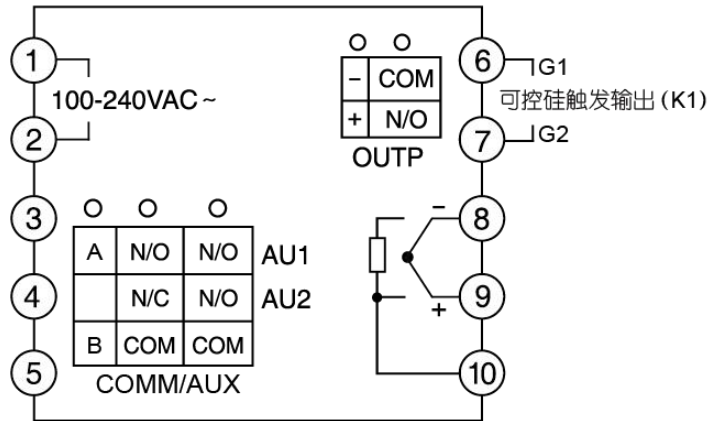 1
100-240VAC~
2
3
4
5
A N/O N/O AU1
N/C N/O AU2
B COM COM
COMM/AUX
- COM
+ N/O
OUTP
6
G1
可控硅触发输出(K1)
7
G2
8
-
9
+
10